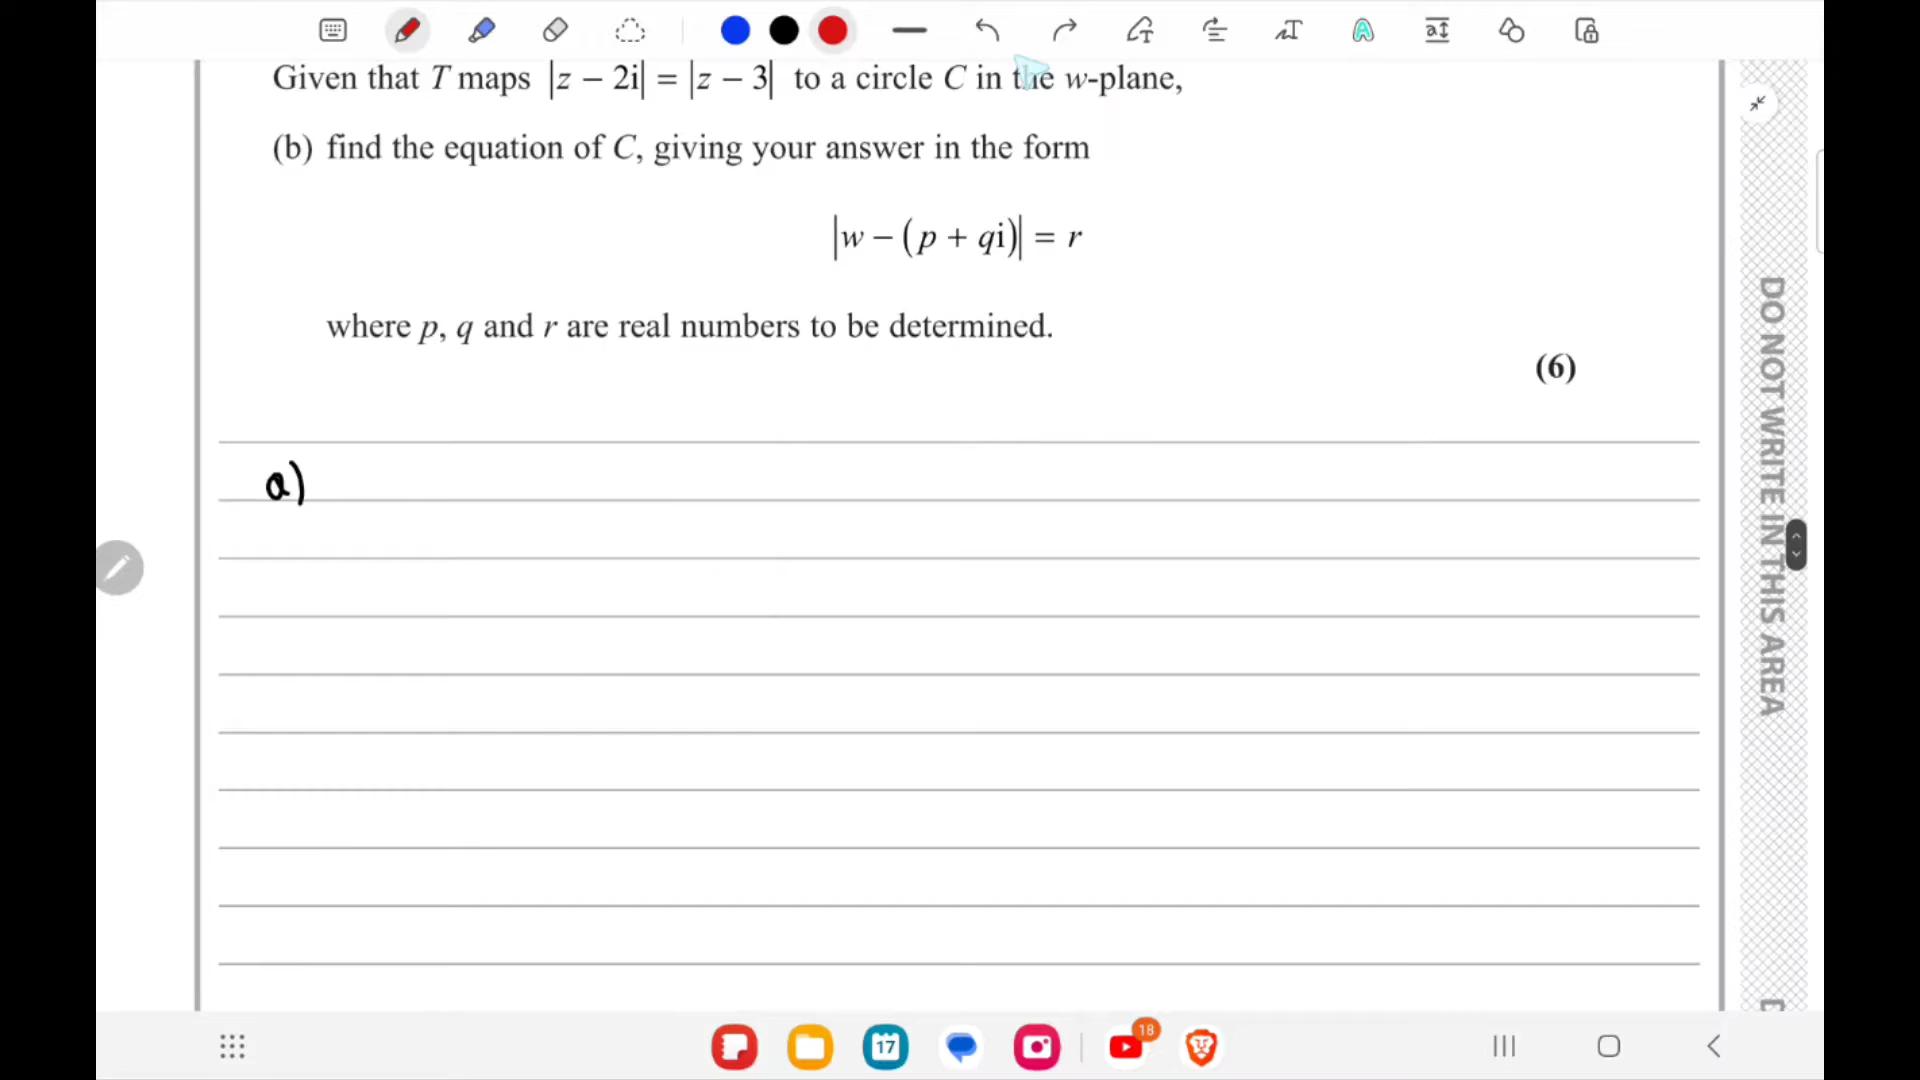 Given that T maps |z − 2i| = |z − 3| to a circle C in the w-plane,
(b) find the equation of C, giving your answer in the form
|w − (p + qi)| = r
where p, q and r are real numbers to be determined.
(6)
a)
DO NOT WRITE IN THIS AREA
17
18